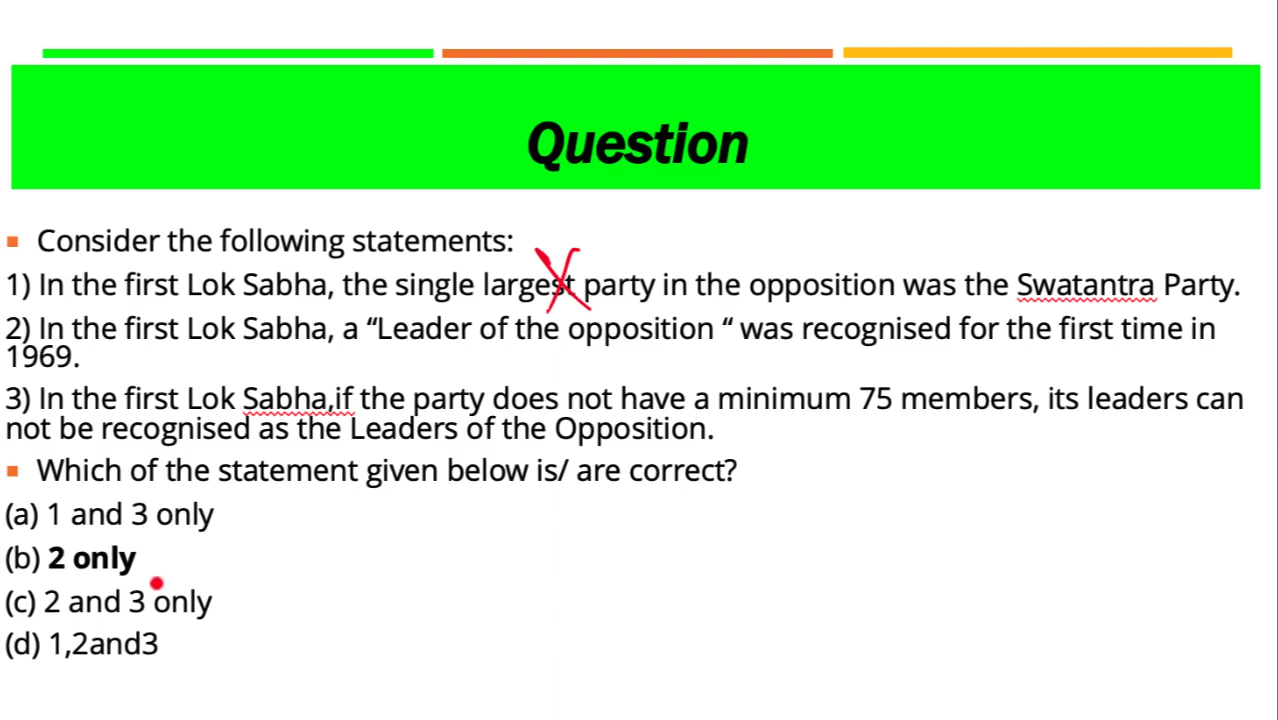 Question
Consider the following statements:
1) In the first Lok Sabha, the single largest party in the opposition was the Swatantra Party.
2) In the first Lok Sabha, a “Leader of the opposition “ was recognised for the first time in
1969.
3) In the first Lok Sabha,if the party does not have a minimum 75 members, its leaders can
not be recognised as the Leaders of the Opposition.
Which of the statement given below is/ are correct?
(a) 1 and 3 only
(b) 2 only
(c) 2 and 3 only
(d) 1,2and3